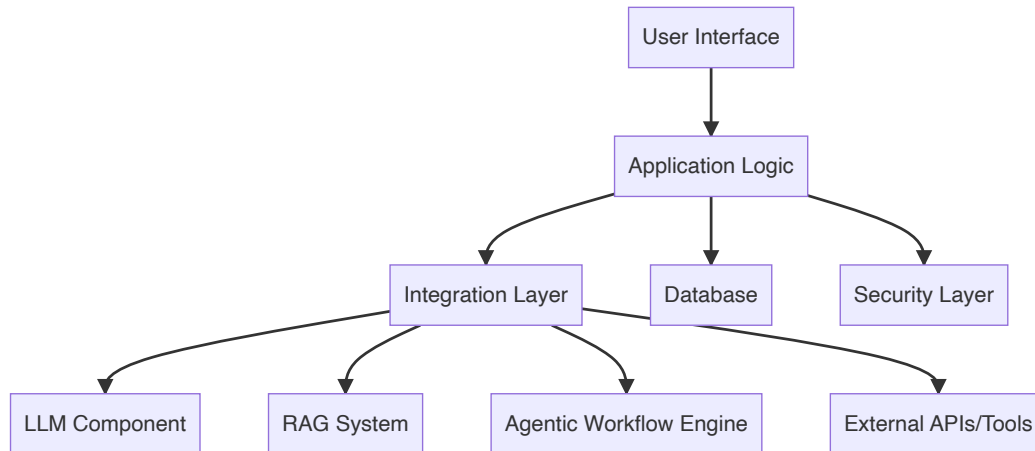 User Interface
Application Logic
Integration Layer
Database
Security Layer
LLM Component
RAG System
Agentic Workflow Engine
External APIs/Tools